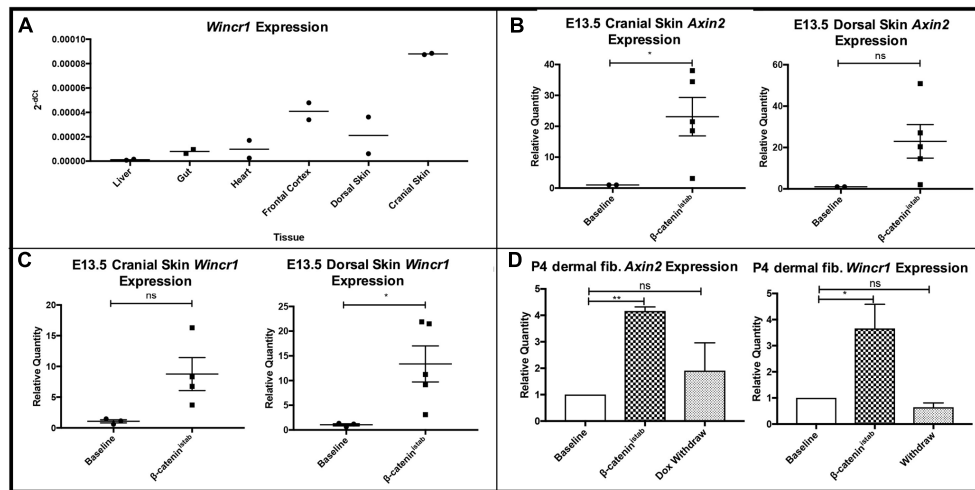 A
Wincr1 Expression
2^-dCt
0.00010
0.00008
0.00006
0.00004
0.00002
0.00000
Liver
Gut
Heart
Frontal Cortex
Dorsal Skin
Cranial Skin
Tissue
B
E13.5 Cranial Skin Axin2
Expression
*
Relative Quantity
40
30
20
10
0
Baseline
β-catenin^istab
E13.5 Dorsal Skin Axin2
Expression
ns
Relative Quantity
60
40
20
0
Baseline
β-catenin^istab
C
E13.5 Cranial Skin Wincr1
Expression
ns
Relative Quantity
20
15
10
5
0
Baseline
β-catenin^istab
E13.5 Dorsal Skin Wincr1
Expression
*
Relative Quantity
25
20
15
10
5
0
Baseline
β-catenin^istab
D
P4 dermal fib. Axin2 Expression
ns
**
Relative Quantity
5
4
3
2
1
0
Baseline
β-catenin^istab
Dox Withdraw
P4 dermal fib. Wincr1 Expression
ns
*
Relative Quantity
5
4
3
2
1
0
Baseline
β-catenin^istab
Withdraw